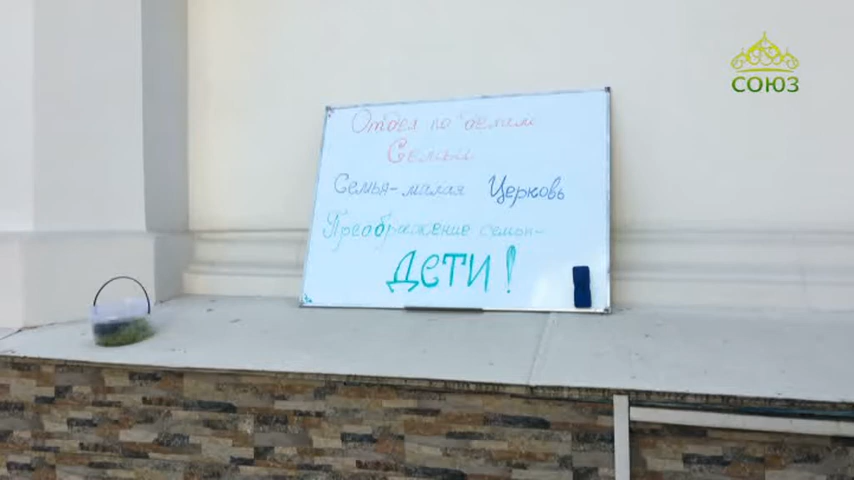 СОЮЗ
Отдел по делам
Семьи
Семья-малая Церковь
Преображение семьи-
ДЕТИ!